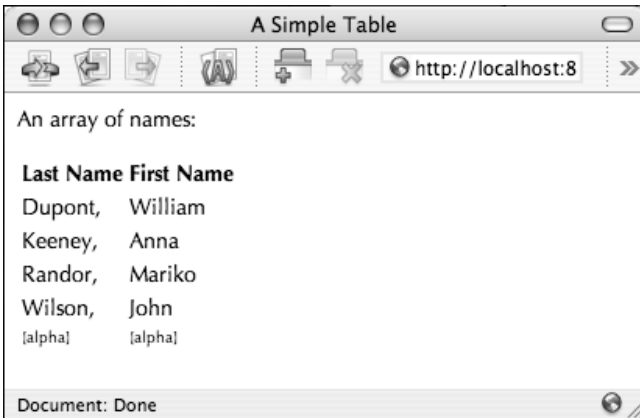 A Simple Table
http://localhost:8
An array of names:
Last Name First Name
Dupont, William
Keeney, Anna
Randor, Mariko
Wilson, John
[alpha] [alpha]
Document: Done